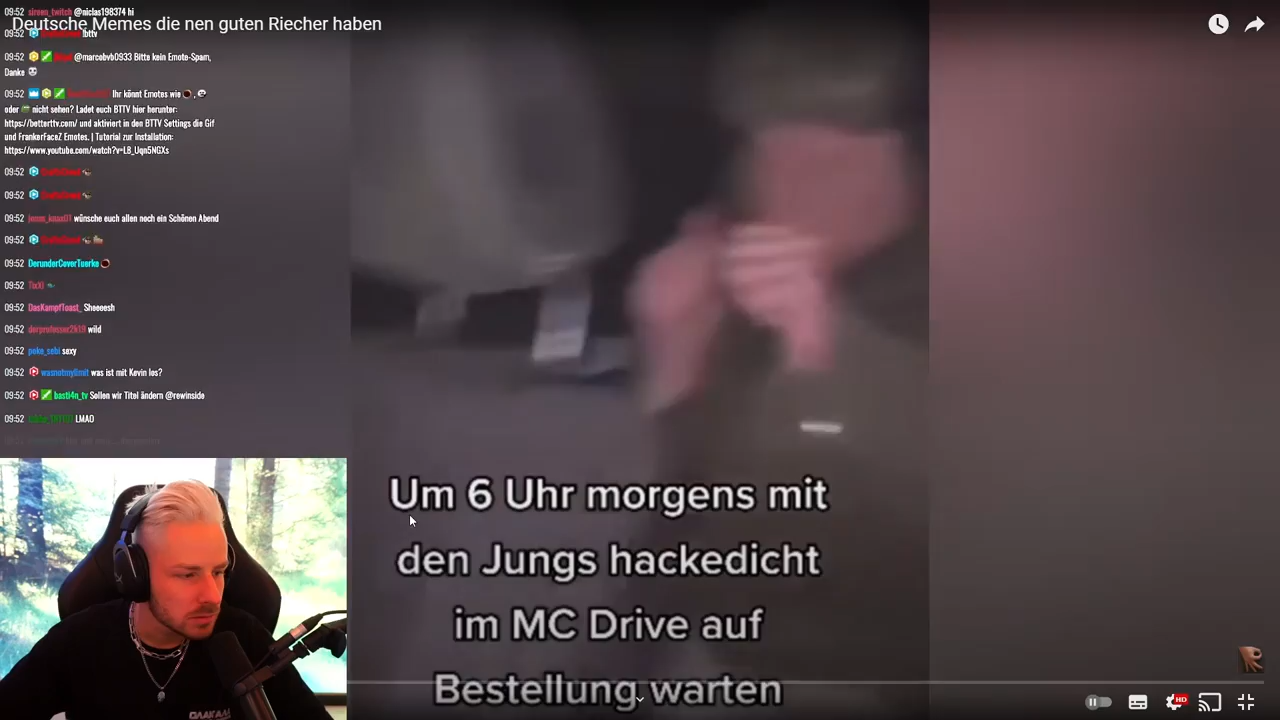 Deutsche Memes die nen guten Riecher haben
09:52 sireen_twitch @niclas198374 hi
09:52 !bttv
09:52 @marcobvb0933 Bitte kein Emote-Spam,
Danke
09:52 Ihr könnt Emotes wie , 
oder nicht sehen? Ladet euch BTTV hier herunter:
https://betterttv.com/ und aktiviert in den BTTV Settings die Gif
und FrankerFaceZ Emotes. | Tutorial zur Installation:
https://www.youtube.com/watch?v=L8_Uqn5NGXs
09:52
09:52
09:52 wünsche euch allen noch ein Schönen Abend
09:52
09:52 DerunderCoverTuerke
09:52
09:52 DasKampfToast_ Sheeeesh
09:52 wild
09:52 poke_sebi sexy
09:52 wasnotmy0mit was ist mit Kevin los?
09:52 basti4n_tv Sollen wir Titel ändern @rewinside
09:52 LMAO
Um 6 Uhr morgens mit
den Jungs hackedicht
im MC Drive auf
Bestellung warten
HD